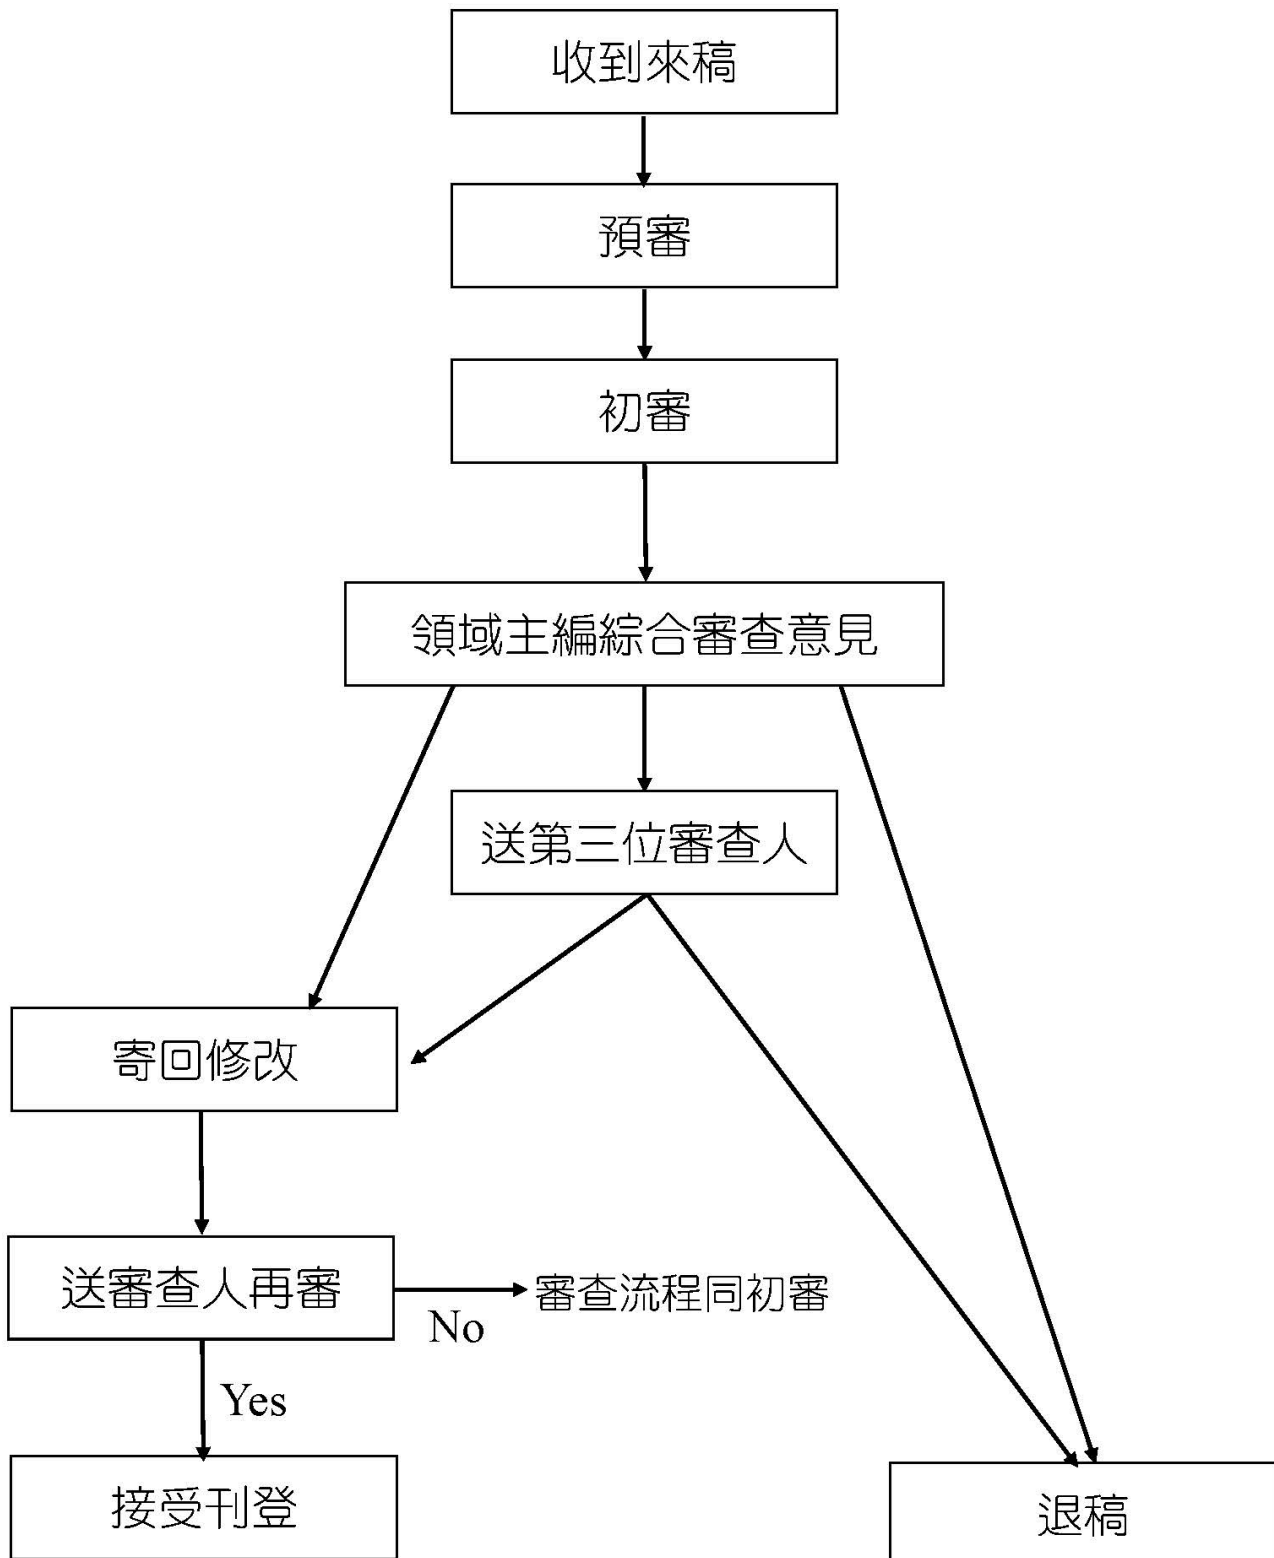 收到來稿
預審
初審
領域主編綜合審查意見
送第三位審查人
寄回修改
送審查人再審
No
審查流程同初審
Yes
接受刊登
退稿